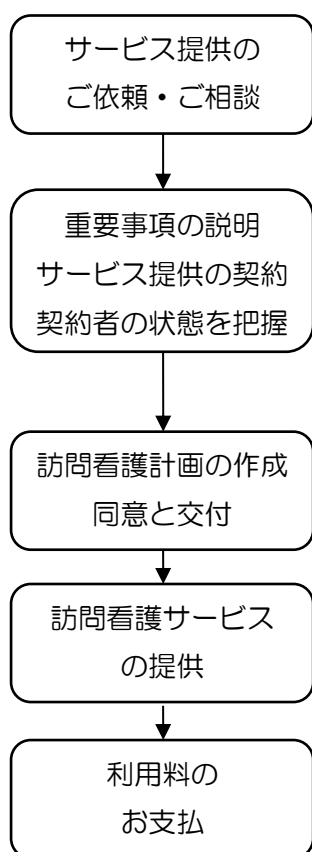 サービス提供の
ご依頼・ご相談
重要事項の説明
サービス提供の契約
契約者の状態を把握
訪問看護計画の作成
同意と交付
訪問看護サービス
の提供
利用料の
お支払